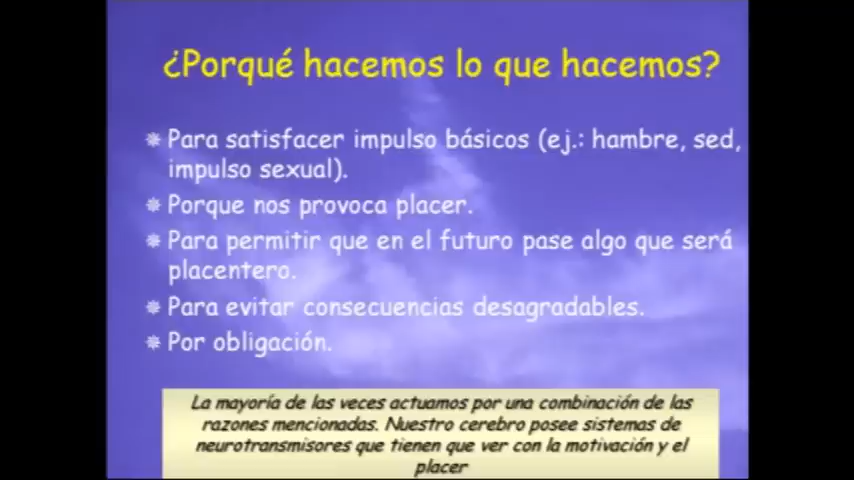 ¿Porqué hacemos lo que hacemos?
Para satisfacer impulso básicos (ej.: hambre, sed,
impulso sexual).
Porque nos provoca placer.
Para permitir que en el futuro pase algo que será
placentero.
Para evitar consecuencias desagradables.
Por obligación.
La mayoría de las veces actuamos por una combinación de las
razones mencionadas. Nuestro cerebro posee sistemas de
neurotransmisores que tienen que ver con la motivación y el
placer